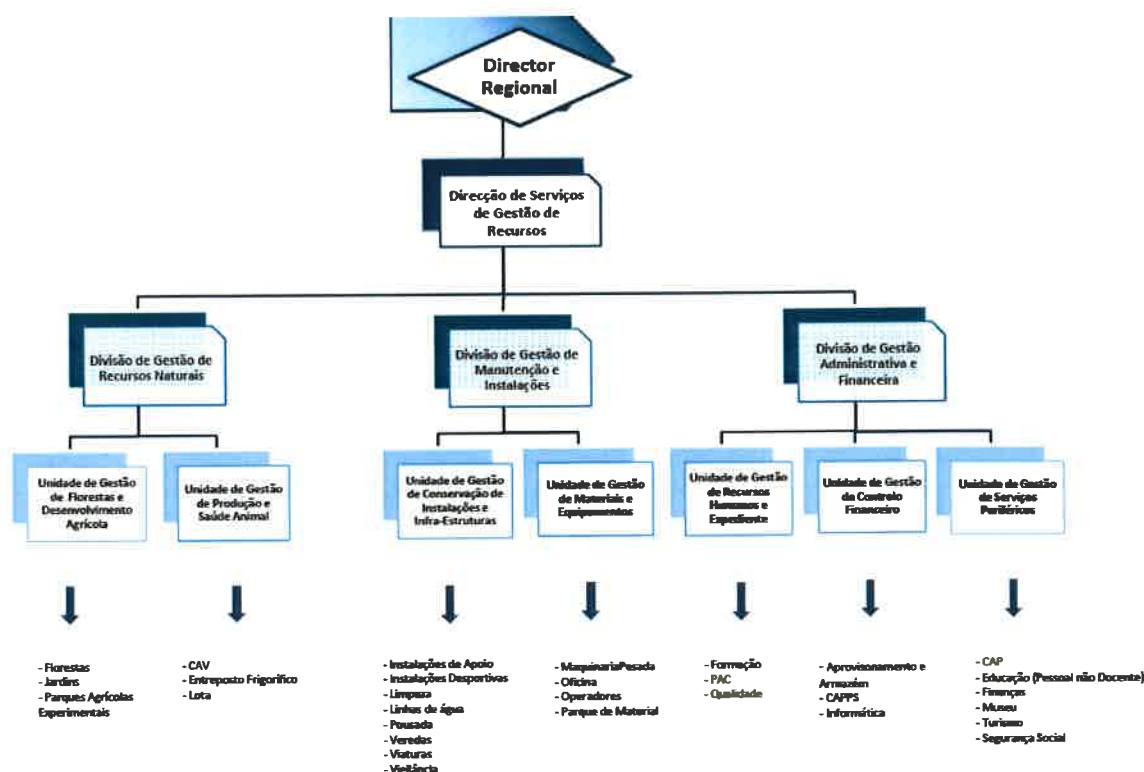 Director
Regional
Direcção de Serviços
de Gestão de
Recursos
Divisão de Gestão de
Recursos Naturais
Divisão de Gestão de
Manutenção e
Instalações
Divisão de Gestão
Administrativa e
Financeira
Unidade de Gestão
de Florestas e
Desenvolvimento
Agrícola
Unidade de Gestão
de Produção e
Saúde Animal
Unidade de Gestão
de Conservação de
Instalações e
Infra-Estruturas
Unidade de Gestão
de Materiais e
Equipamentos
Unidade de Gestão
de Recursos
Humanos e
Expediente
Unidade de Gestão
de Controlo
Financeiro
Unidade de Gestão
de Serviços
Periféricos
- Florestas
- Jardins
- Parques Agrícolas
Experimentais
- CAV
- Entreposto Frigorífico
- Lota
- Instalações de Apoio
- Instalações Desportivas
- Limpeza
- Linhas de água
- Pousada
- Veredas
- Viaturas
- Vigilância
- MaquinariaPesada
- Oficina
- Operadores
- Parque de Material
- Formação
- PAC
- Qualidade
- Aprovisonamento e
Armazém
- CAPPS
- Informática
- CAP
- Educação (Pessoal não Docente)
- Finanças
- Museu
- Turismo
- Segurança Social